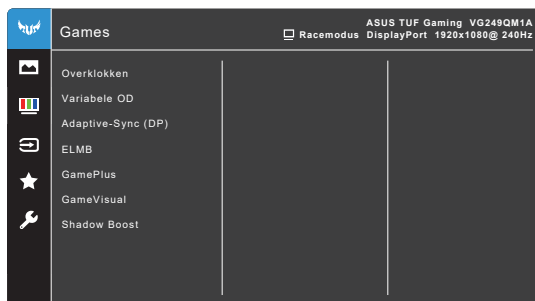 Games
ASUS TUF Gaming VG249QM1A
Racemodus DisplayPort 1920x1080@ 240Hz
Overklokken
Variabele OD
Adaptive-Sync (DP)
ELMB
GamePlus
GameVisual
Shadow Boost